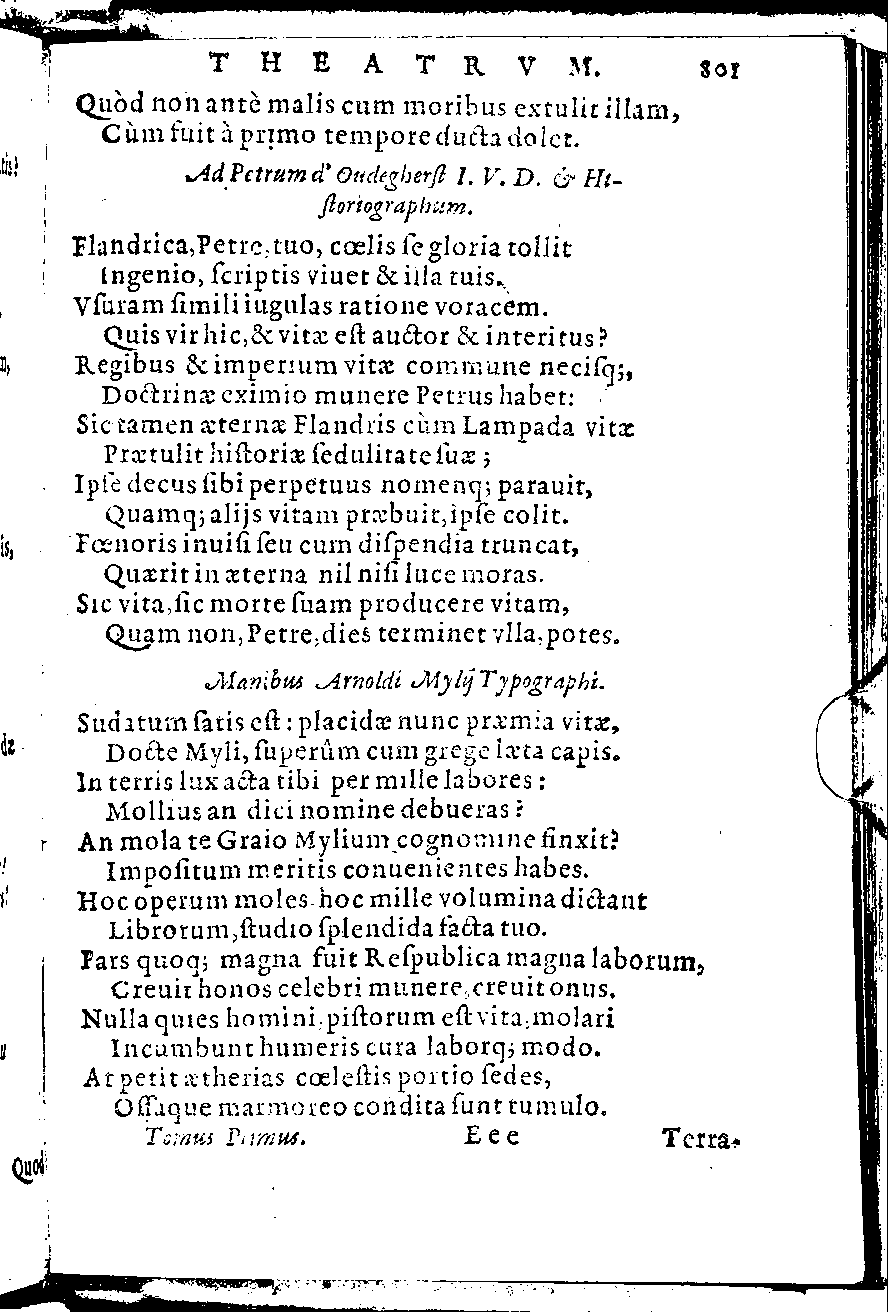 THEATRVM. 801
Quòd non antè malis cum moribus extulit illam,
Cùm fuit à primo tempore ducta dolet.
Ad Petrum d' Oudegherst I. V. D. & Hi-
ſtoriographum.
Flandrica, Petre, tuo, cœlis ſe gloria tollit
Ingenio, ſcriptis viuet & illa tuis.
Vſuram ſimili iugulas ratione voracem.
Quis vir hic, & vitæ eſt auctor & interitus?
Regibus & imperium vitæ commune neciſq;,
Doctrinæ eximio munere Petrus habet:
Sic tamen æternæ Flandris cùm Lampada vitæ
Prætulit hiſtoriæ ſedulitate ſuæ;
Ipſe decus ſibi perpetuus nomenq; parauit,
Quamq; alijs vitam præbuit, ipſe colit.
Fœnoris inuiſi ſeu cum diſpendia truncat,
Quærit in æterna nil niſi luce moras.
Sic vita, ſic morte ſuam producere vitam,
Quam non, Petre, dies terminet vlla, potes.
Manibus Arnoldi Mylij Typographi.
Sudatum ſatis eſt: placidæ nunc præmia vitæ,
Docte Myli, ſuperûm cum grege læta capis.
In terris lux acta tibi per mille labores:
Mollius an dici nomine debueras?
An mola te Graio Mylium cognomine finxit?
Impoſitum meritis conuenientes habes.
Hoc operum moles hoc mille volumina dictant
Librorum, ſtudio ſplendida facta tuo.
Pars quoq; magna fuit Reſpublica magna laborum,
Creuit honos celebri munere, creuit onus.
Nulla quies homini, piſtorum eſt vita, molari
Incumbunt humeris cura laborq; modo.
At petit ætherias cœleſtis portio ſedes,
Oſſaque marmoreo condita ſunt tumulo.
Tomus Primus. Eee Terra